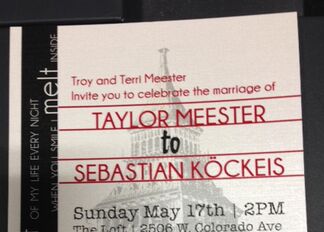 Troy and Terri Meester
Invite you to celebrate the marriage of
TAYLOR MEESTER
to
SEBASTIAN KÖCKEIS
Sunday May 17th | 2PM
The Loft | 2506 W. Colorado Ave
OF MY LIFE EVERY NIGHT
WHEN YOU SMILE I melt INSIDE